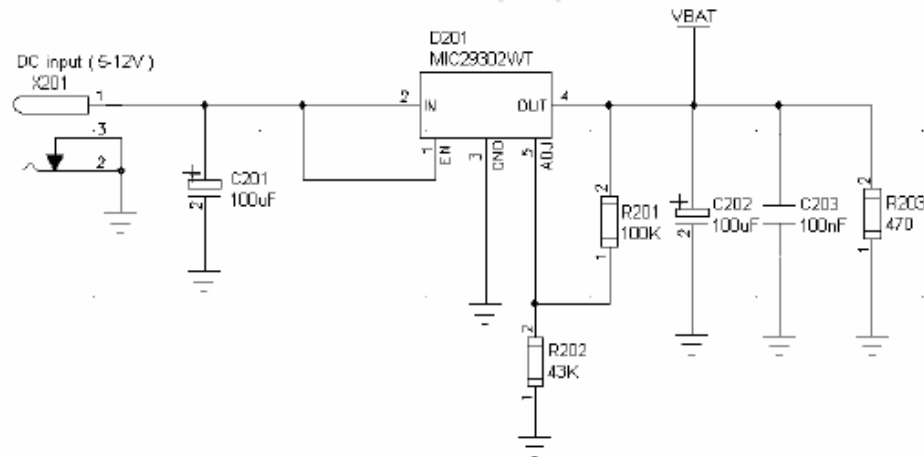 VBAT
D201
MIC29302WT
DC input ( 5-12V )
X201
1
2
IN
OUT
4
3
2
1
EN
3
GND
5
ADJ
C201
100uF
2
2
R201
100K
1
C202
100uF
2
C203
100nF
2
R203
470
1
2
R202
43K
1